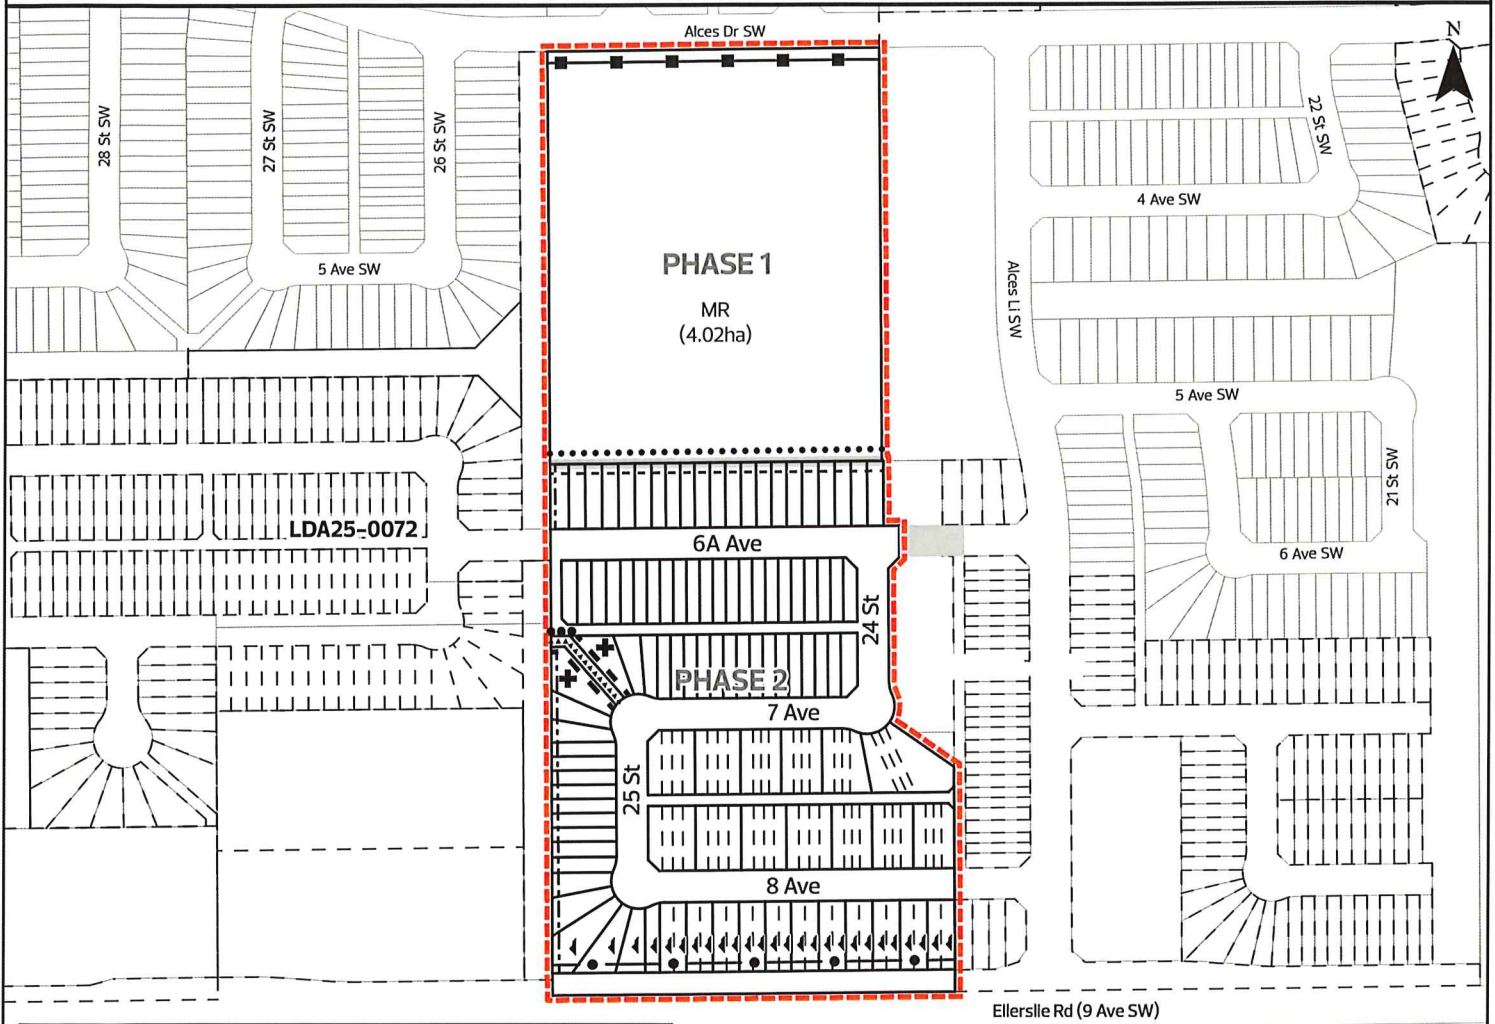 Alces Dr SW
N
28 St SW
27 St SW
26 St SW
22 St SW
4 Ave SW
5 Ave SW
PHASE 1
MR
(4.02ha)
Alces Li SW
5 Ave SW
21 St SW
LDA25-0072
6A Ave
6 Ave SW
24 St
PHASE 2
7 Ave
25 St
8 Ave
Ellerslie Rd (9 Ave SW)